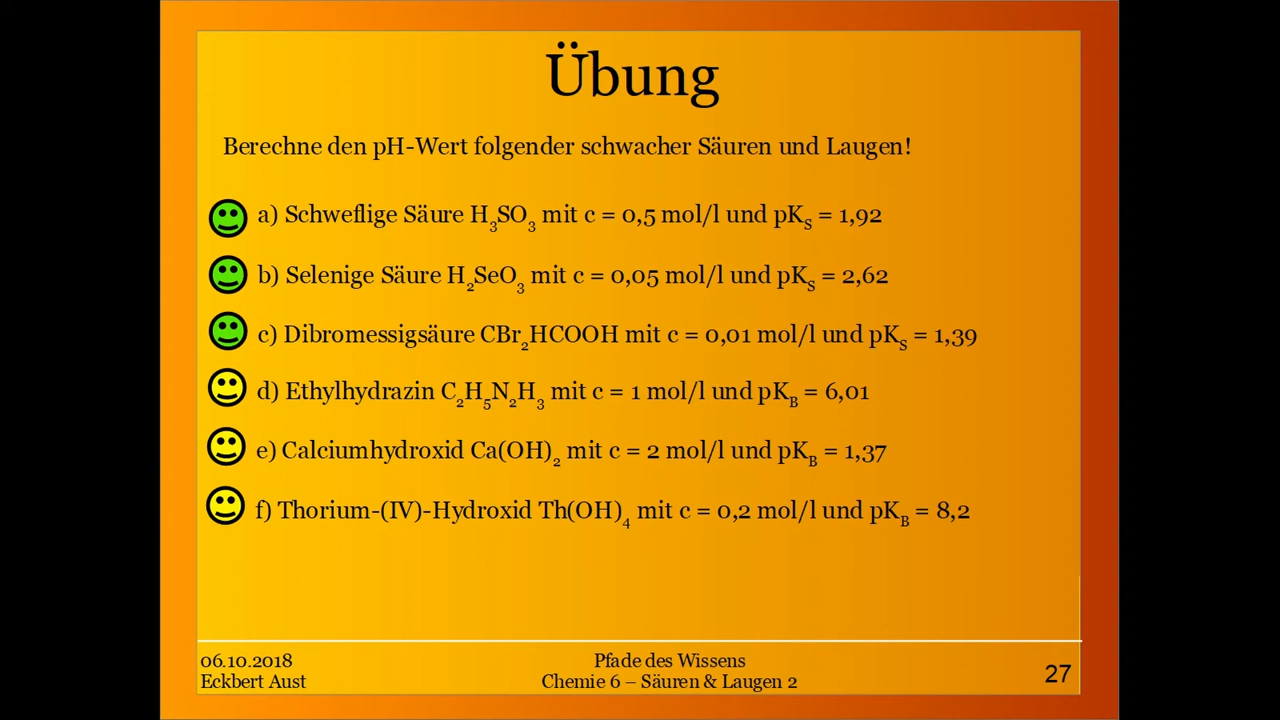 Übung
Berechne den pH-Wert folgender schwacher Säuren und Laugen!
a) Schweflige Säure H₃SO₃ mit c = 0,5 mol/l und pKₛ = 1,92
b) Selenige Säure H₂SeO₃ mit c = 0,05 mol/l und pKₛ = 2,62
c) Dibromessigsäure CBr₂HCOOH mit c = 0,01 mol/l und pKₛ = 1,39
d) Ethylhydrazin C₂H₅N₂H₃ mit c = 1 mol/l und pK_B = 6,01
e) Calciumhydroxid Ca(OH)₂ mit c = 2 mol/l und pK_B = 1,37
f) Thorium-(IV)-Hydroxid Th(OH)₄ mit c = 0,2 mol/l und pK_B = 8,2
06.10.2018
Eckbert Aust
Pfade des Wissens
Chemie 6 – Säuren & Laugen 2
27